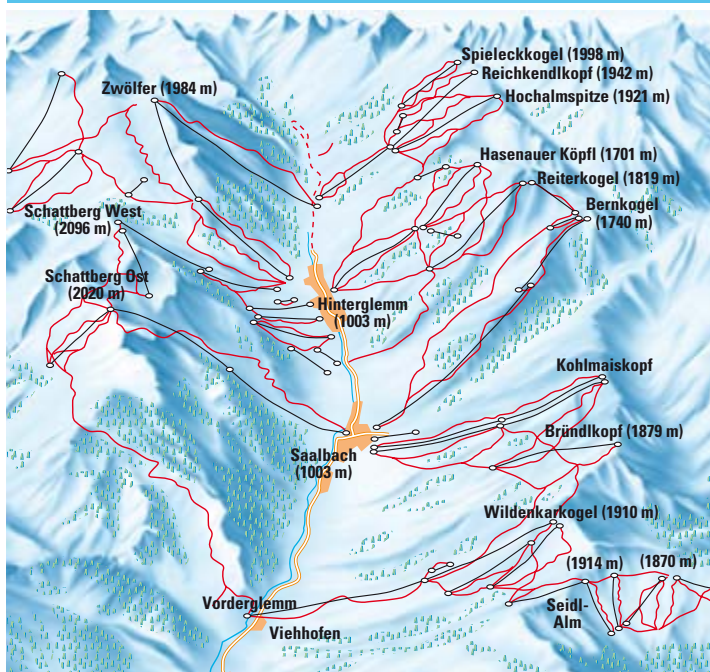 Spieleckkogel (1998 m)
Reichkendlkopf (1942 m)
Zwölfer (1984 m)
Hochalmspitze (1921 m)
Hasenauer Köpfl (1701 m)
Reiterkogel (1819 m)
Bernkogel
(1740 m)
Schattberg West
(2096 m)
Schattberg Ost
(2020 m)
Hinterglemm
(1003 m)
Kohlmaiskopf
Bründlkopf (1879 m)
Saalbach
(1003 m)
Wildenkarkogel (1910 m)
(1914 m)
(1870 m)
Seidl-
Alm
Vorderglemm
Viehhofen